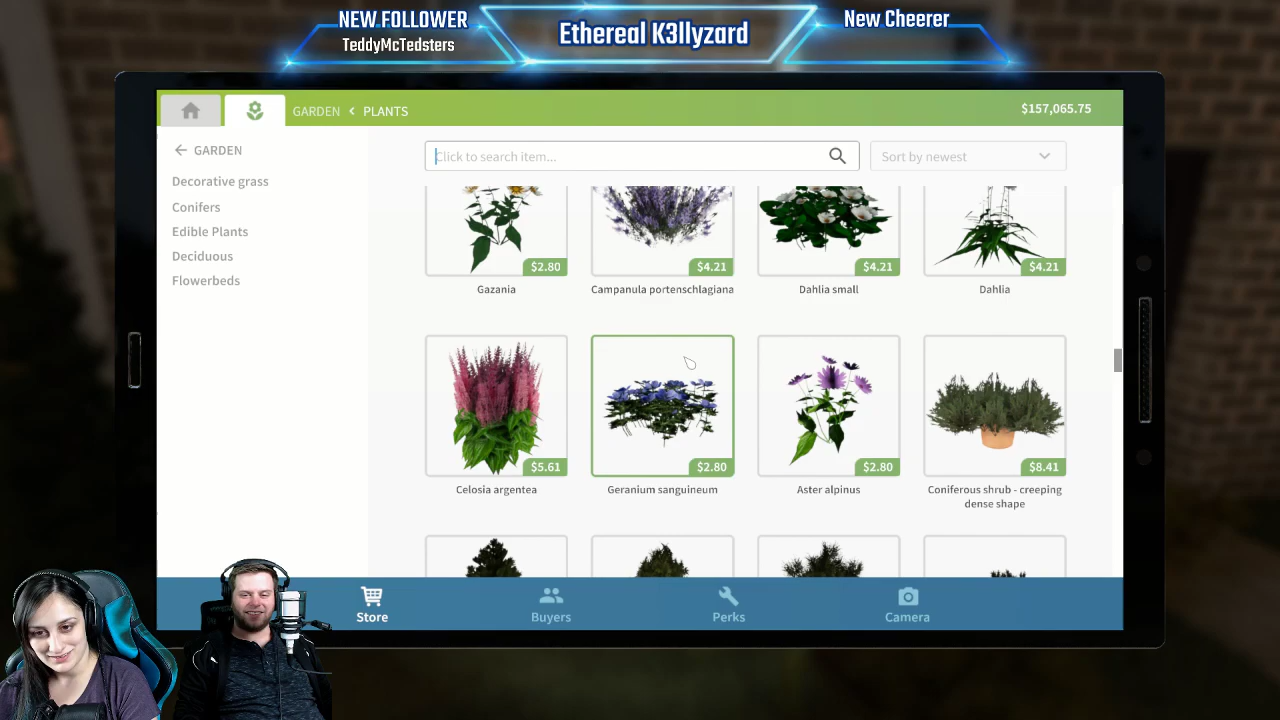 NEW FOLLOWER
TeddyMcTedsters
Ethereal K3llyzard
New Cheerer
GARDEN < PLANTS
$157,065.75
GARDEN
Decorative grass
Conifers
Edible Plants
Deciduous
Flowerbeds
Click to search item...
Sort by newest
$2.80
$4.21
$4.21
$4.21
Gazania
Campanula portenschlagiana
Dahlia small
Dahlia
$5.61
$2.80
$2.80
$8.41
Celosia argentea
Geranium sanguineum
Aster alpinus
Coniferous shrub - creeping
dense shape
Store
Buyers
Perks
Camera